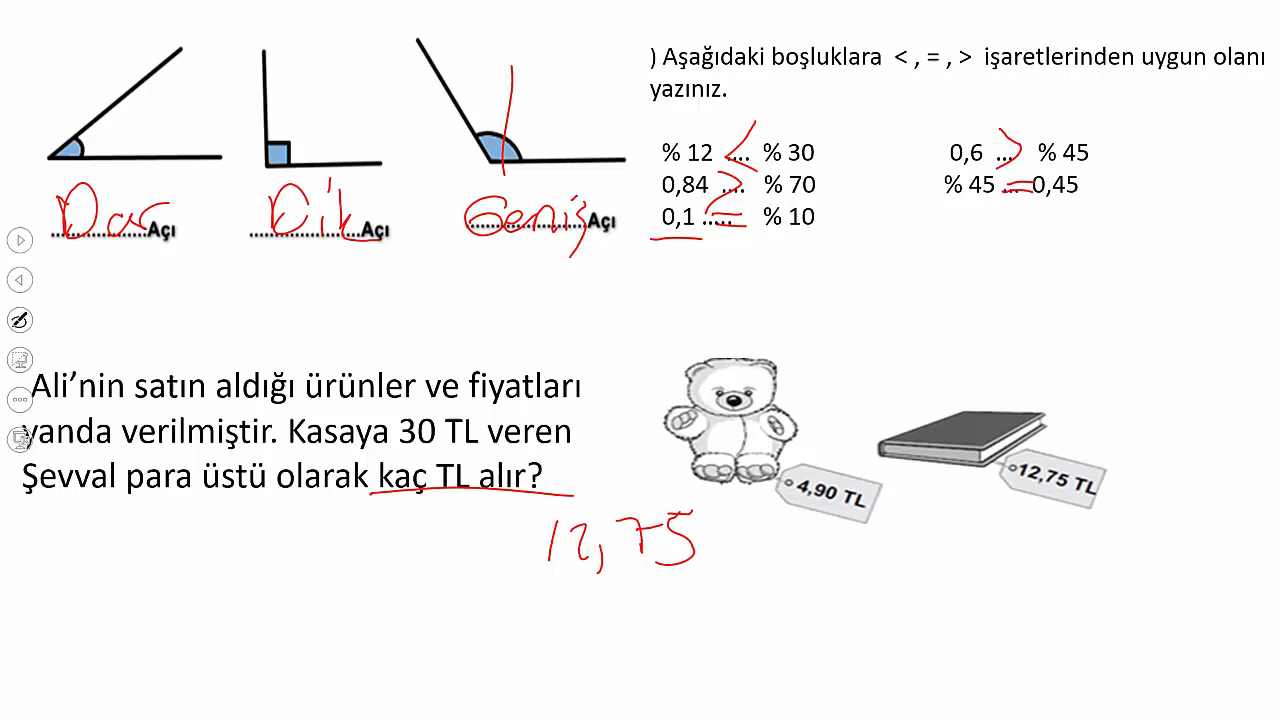 Dar Açı
Dik Açı
Geniş Açı
) Aşağıdaki boşluklara < , = , > işaretlerinden uygun olanı
yazınız.
% 12 .... < % 30
0,84 .... > % 70
0,1 ..... = % 10
0,6 ... > % 45
% 45 ... = 0,45
Ali’nin satın aldığı ürünler ve fiyatları
yanda verilmiştir. Kasaya 30 TL veren
Şevval para üstü olarak kaç TL alır?
4,90 TL
12,75 TL
12,75